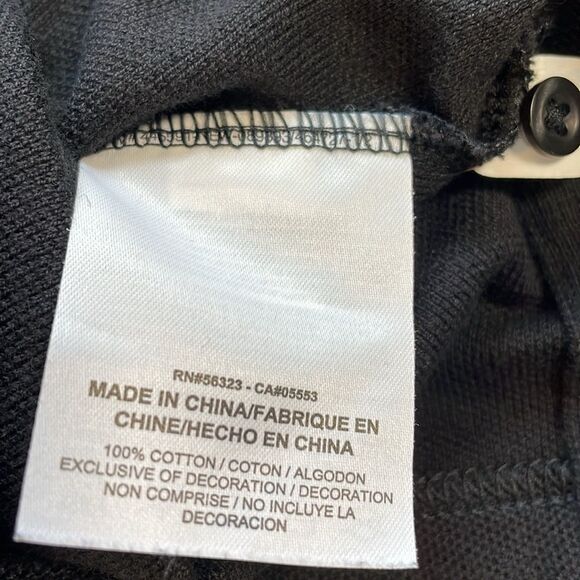 RN#56323 - CA#05553
MADE IN CHINA/FABRIQUE EN
CHINE/HECHO EN CHINA
100% COTTON / COTON / ALGODON
EXCLUSIVE OF DECORATION / DECORATION
NON COMPRISE / NO INCLUYE LA
DECORACION